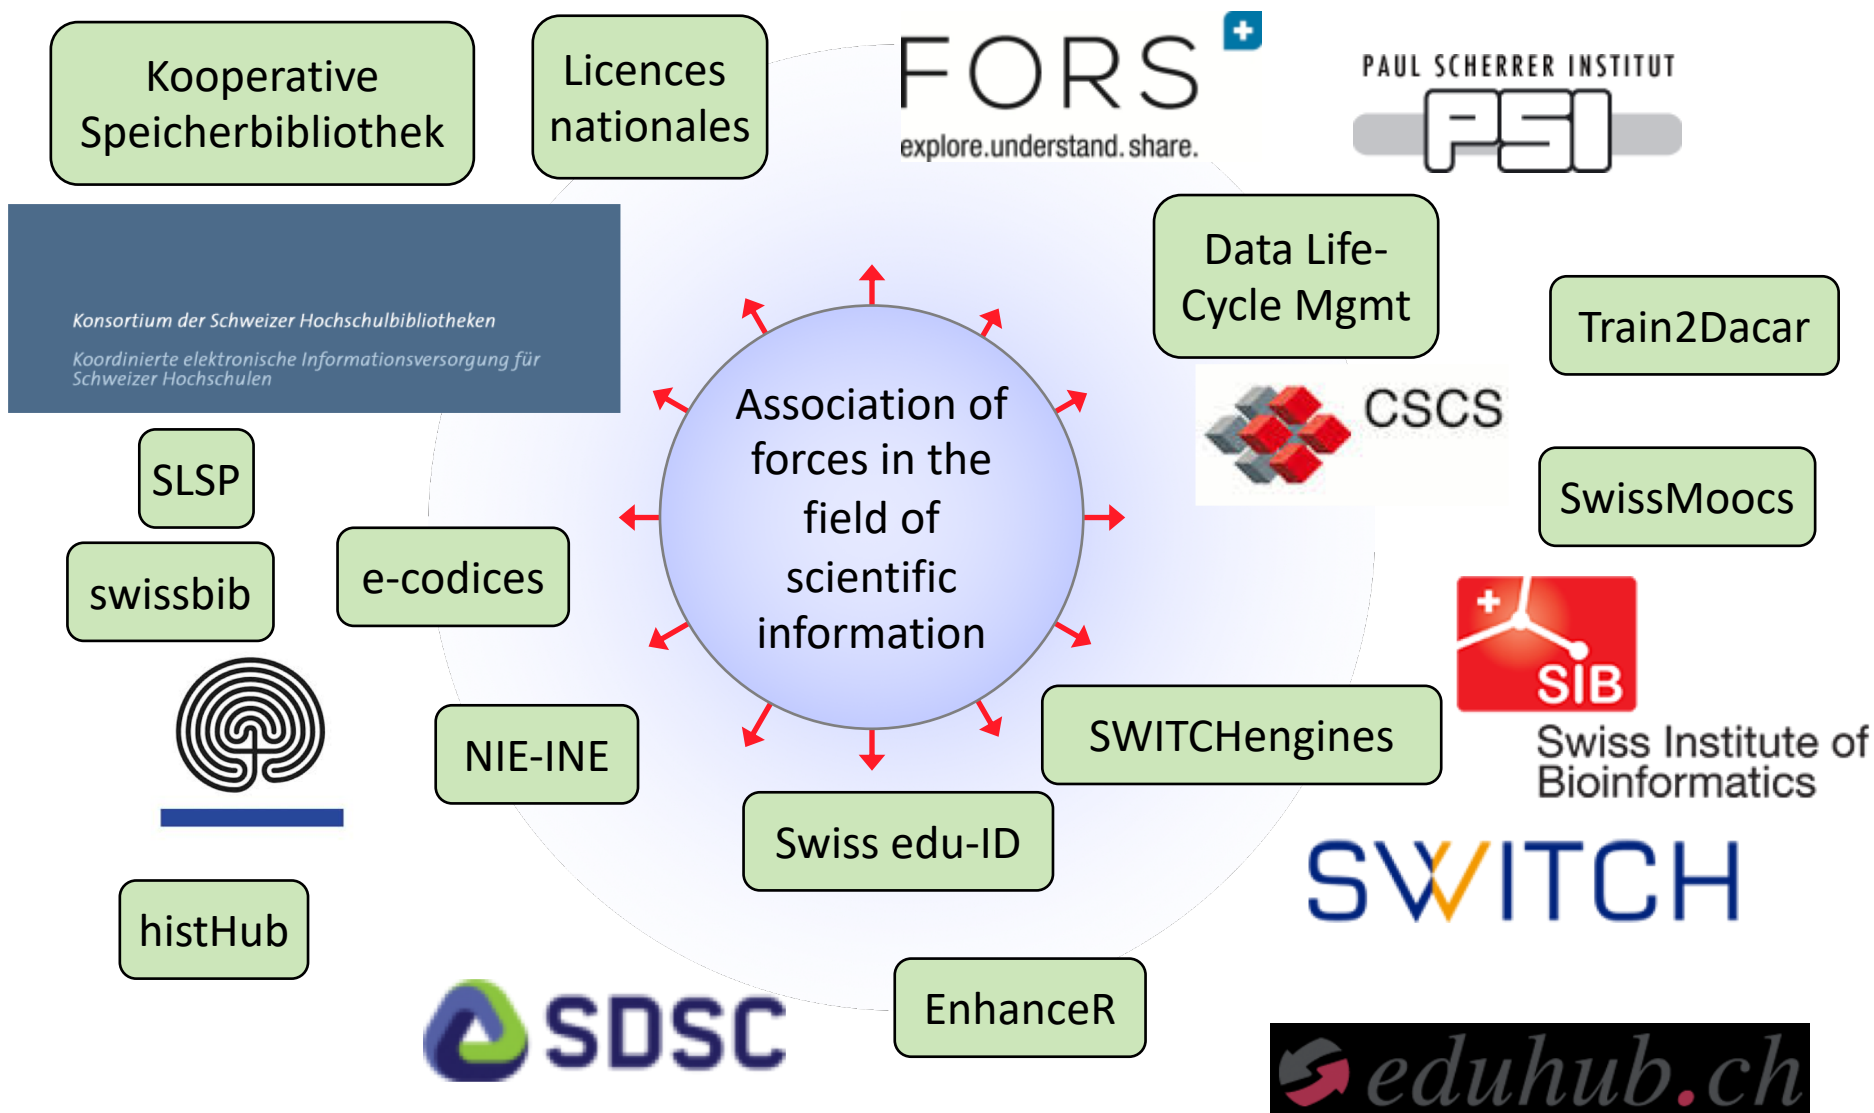 Kooperative
Speicherbibliothek
Licences
nationales
FORS
explore.understand.share.
PAUL SCHERRER INSTITUT
PSI
Konsortium der Schweizer Hochschulbibliotheken
Koordinierte elektronische Informationsversorgung für
Schweizer Hochschulen
Data Life-
Cycle Mgmt
Train2Dacar
CSCS
Association of
forces in the
field of
scientific
information
SLSP
SwissMoocs
swissbib
e-codices
SIB
Swiss Institute of
Bioinformatics
NIE-INE
SWITCHengines
Swiss edu-ID
SWITCH
histHub
SDSC
EnhanceR
eduhub.ch